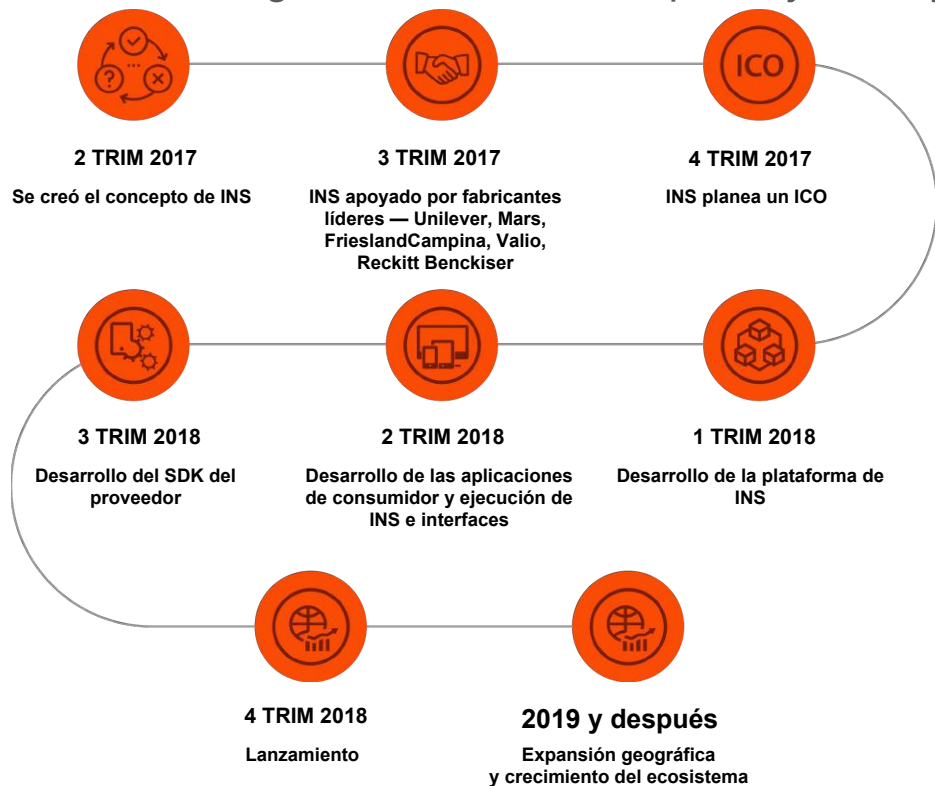 ICO
2 TRIM 2017
Se creó el concepto de INS
3 TRIM 2017
INS apoyado por fabricantes
líderes — Unilever, Mars,
FrieslandCampina, Valio,
Reckitt Benckiser
4 TRIM 2017
INS planea un ICO
1 TRIM 2018
Desarrollo de la plataforma de
INS
2 TRIM 2018
Desarrollo de las aplicaciones
de consumidor y ejecución de
INS e interfaces
3 TRIM 2018
Desarrollo del SDK del
proveedor
4 TRIM 2018
Lanzamiento
2019 y después
Expansión geográfica
y crecimiento del ecosistema